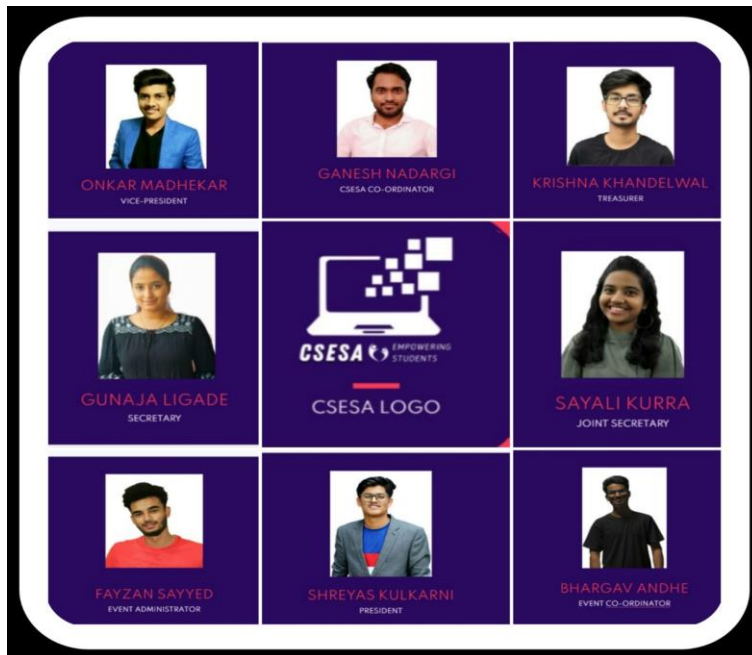 ONKAR MADHEKAR
VICE-PRESIDENT
GANESH NADARGI
CSESA CO-ORDINATOR
KRISHNA KHANDELWAL
TREASURER
GUNAJA LIGADE
SECRETARY
CSESA EMPOWERING
STUDENTS
CSESA LOGO
SAYALI KURRA
JOINT SECRETARY
FAYZAN SAYYED
EVENT ADMINISTRATOR
SHREYAS KULKARNI
PRESIDENT
BHARGAV ANDHE
EVENT CO-ORDINATOR